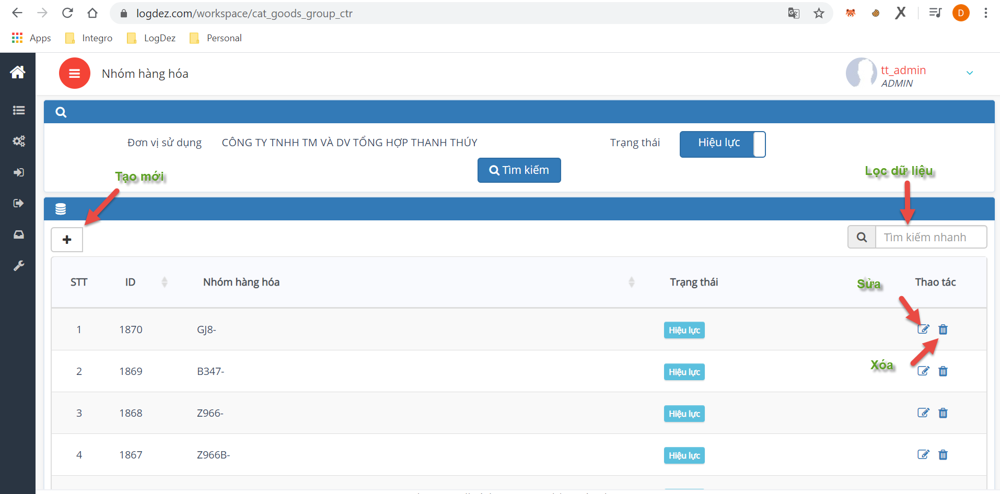 logdez.com/workspace/cat_goods_group_ctr
D
Apps
Integro
LogDez
Personal
Nhóm hàng hóa
tt_admin
ADMIN
Đơn vị sử dụng
CÔNG TY TNHH TM VÀ DV TỔNG HỢP THANH THÚY
Trạng thái
Hiệu lực
Tìm kiếm
Tạo mới
Lọc dữ liệu
Tìm kiếm nhanh
STT
ID
Nhóm hàng hóa
Trạng thái
Sửa
Thao tác
1
1870
GJ8-
Hiệu lực
Xóa
2
1869
B347-
Hiệu lực
3
1868
Z966-
Hiệu lực
4
1867
Z966B-
Hiệu lực